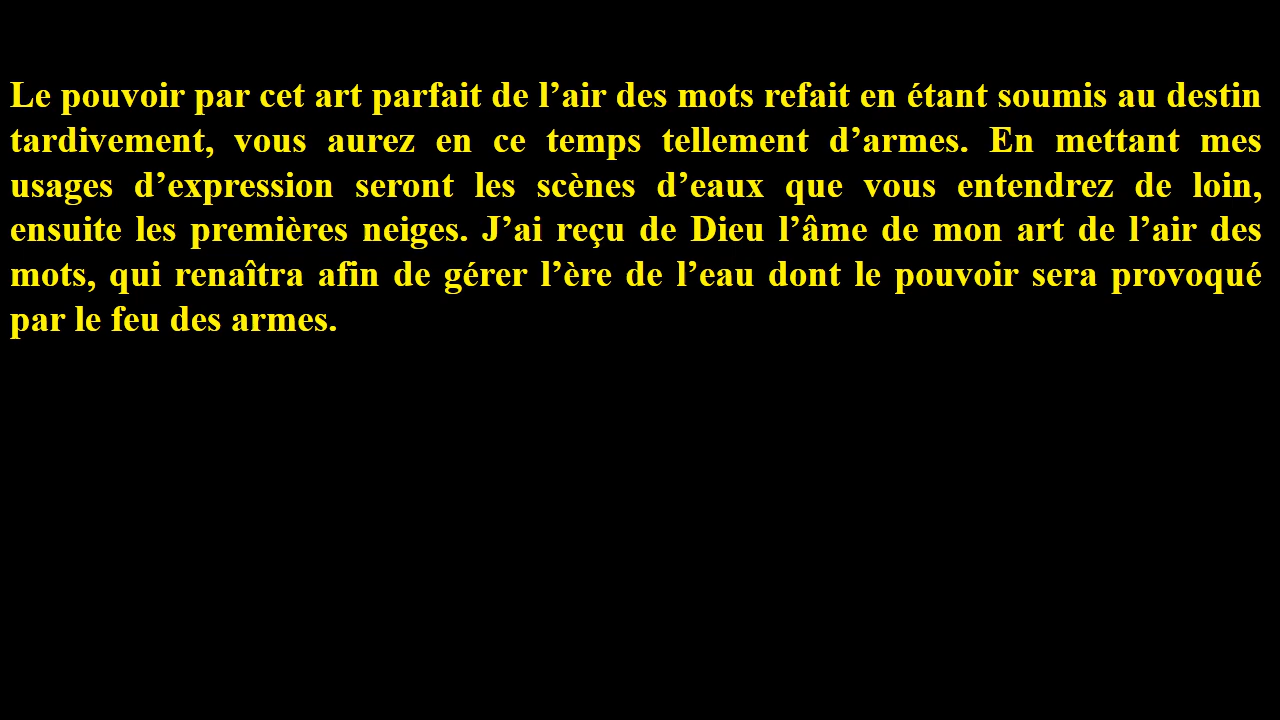 Le pouvoir par cet art parfait de l’air des mots refait en étant soumis au destin
tardivement, vous aurez en ce temps tellement d’armes. En mettant mes
usages d’expression seront les scènes d’eaux que vous entendrez de loin,
ensuite les premières neiges. J’ai reçu de Dieu l’âme de mon art de l’air des
mots, qui renaîtra afin de gérer l’ère de l’eau dont le pouvoir sera provoqué
par le feu des armes.